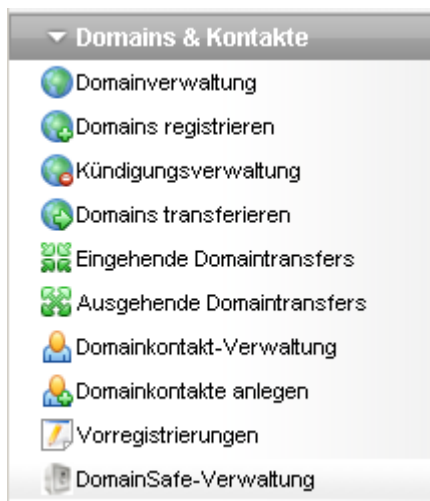 Domains & Kontakte
Domainverwaltung
Domains registrieren
Kündigungsverwaltung
Domains transferieren
Eingehende Domaintransfers
Ausgehende Domaintransfers
Domainkontakt-Verwaltung
Domainkontakte anlegen
Vorregistrierungen
DomainSafe-Verwaltung